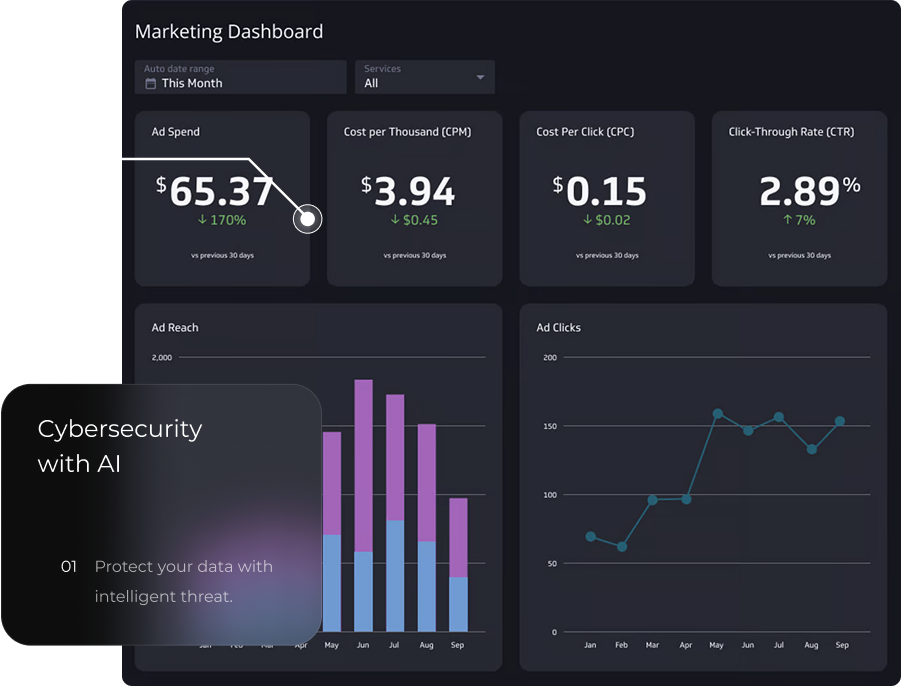 Marketing Dashboard
Auto date range
This Month
Services
All
Ad Spend
$65.37
↓ 170%
vs previous 30 days
Cost per Thousand (CPM)
$3.94
↓ $0.45
vs previous 30 days
Cost Per Click (CPC)
$0.15
↓ $0.02
vs previous 30 days
Click-Through Rate (CTR)
2.89%
↑ 7%
vs previous 30 days
Ad Reach
2,000
May Jun Jul Aug Sep
Ad Clicks
200
150
100
50
0
Jan Feb Mar Apr May Jun Jul Aug Sep
Cybersecurity
with AI
01 Protect your data with
intelligent threat.